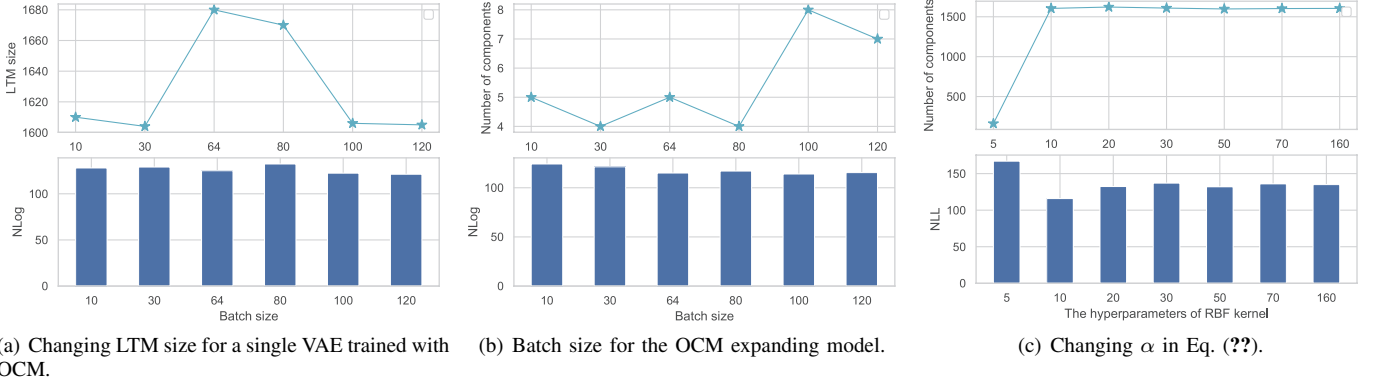 1680
1660
1640
1620
1600
LTM size
10 30 64 80 100 120
100
50
0
NLog
10 30 64 80 100 120
Batch size
(a) Changing LTM size for a single VAE trained with
OCM.
8
7
6
5
4
Number of components
10 30 64 80 100 120
100
50
0
NLog
10 30 64 80 100 120
Batch size
(b) Batch size for the OCM expanding model.
1500
1000
500
Number of components
5 10 20 30 50 70 160
150
100
50
0
NLL
5 10 20 30 50 70 160
The hyperparameters of RBF kernel
(c) Changing α in Eq. (??).